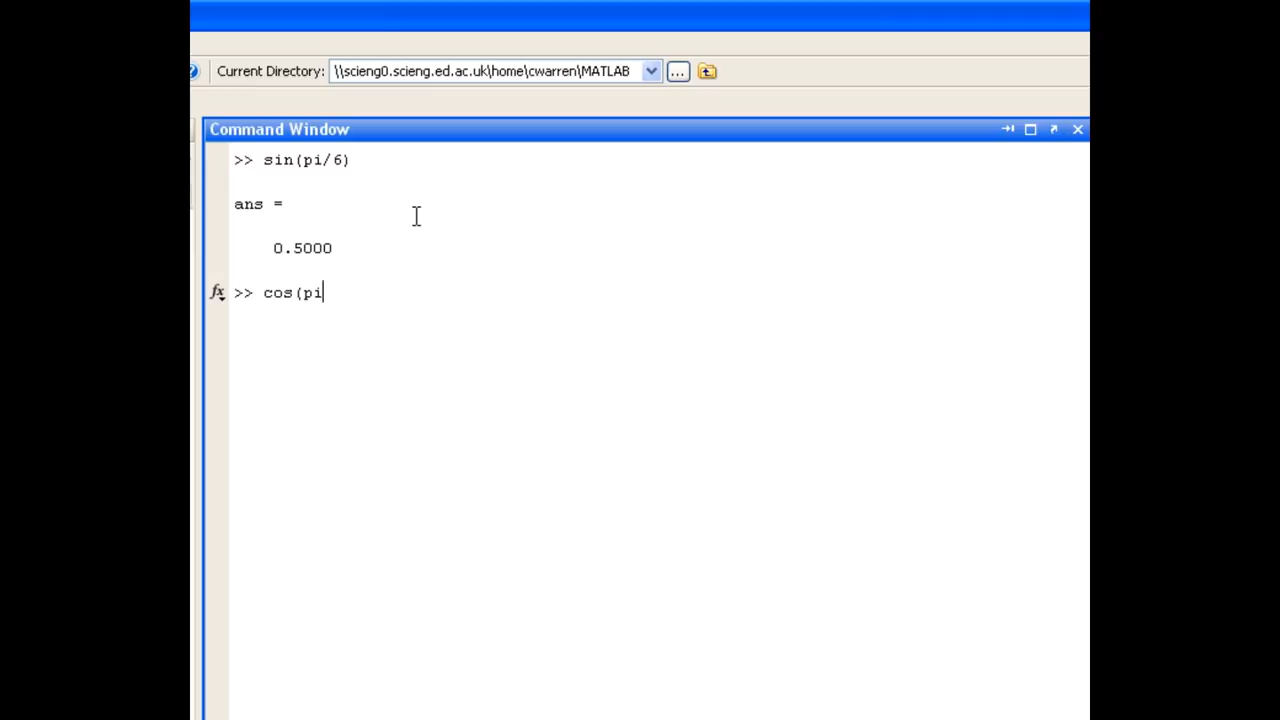 Current Directory: \\scieng0.scieng.ed.ac.uk\home\cwarren\MATLAB ...
Command Window
>> sin(pi/6)
ans =
0.5000
fx >> cos(pi